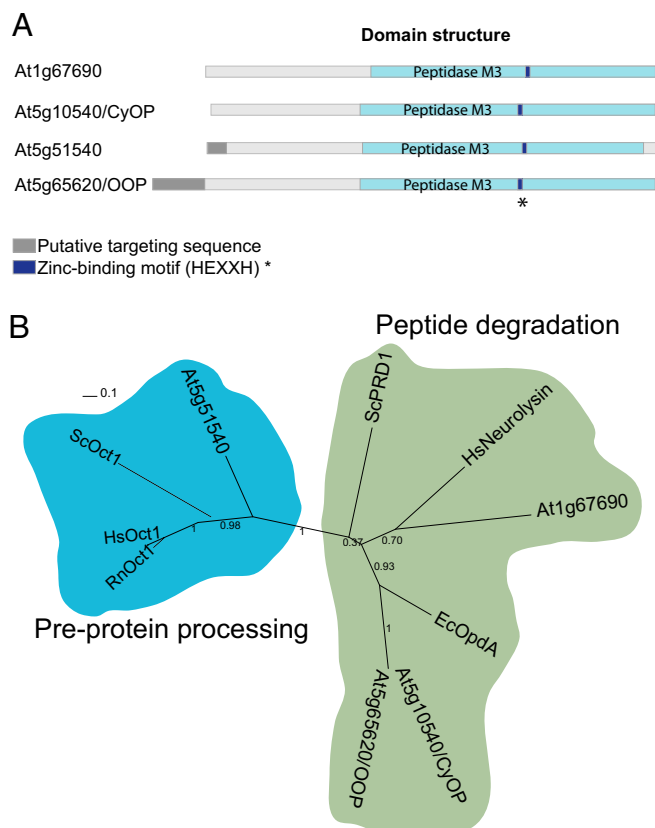 A
Domain structure
At1g67690
Peptidase M3
At5g10540/CyOP
Peptidase M3
At5g51540
Peptidase M3
At5g65620/OOP
Peptidase M3
*
Putative targeting sequence
Zinc-binding motif (HEXXH) *
B
Peptide degradation
0.1
At5g51540
ScOct1
HsOct1
RnOct1
1
0.98
1
Pre-protein processing
ScPRD1
HsNeurolysin
At1g67690
0.37
0.70
0.93
EcOpdA
1
At5g65620/OOP
At5g10540/CyOP